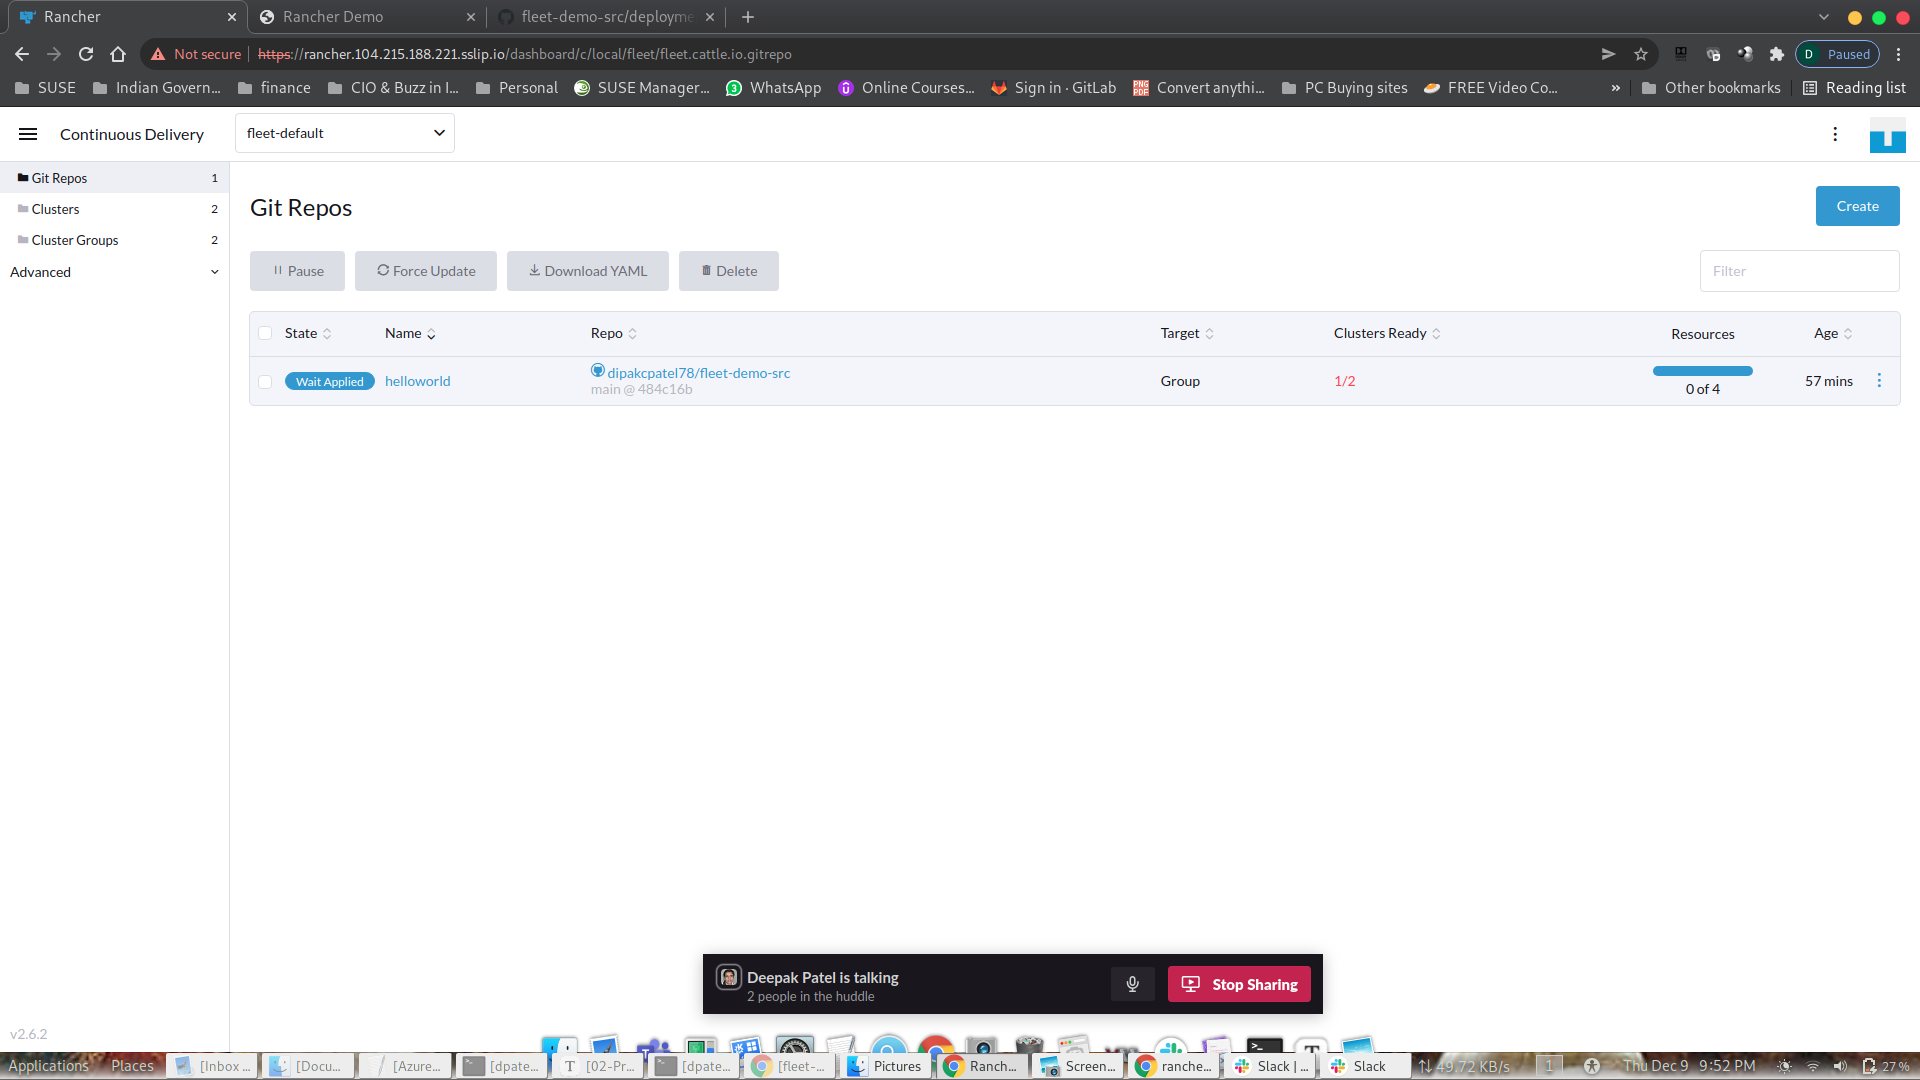 Rancher
Rancher Demo
fleet-demo-src/deployme
Not secure https://rancher.104.215.188.221.sslip.io/dashboard/c/local/fleet/fleet.cattle.io.gitrepo
D Paused
SUSE Indian Govern... finance CIO & Buzz in I... Personal SUSE Manager... WhatsApp Online Courses... Sign in · GitLab Convert anythi... PC Buying sites FREE Video Co... » Other bookmarks Reading list
Continuous Delivery
fleet-default
Git Repos 1
Clusters 2
Cluster Groups 2
Advanced
Git Repos
Create
Pause Force Update Download YAML Delete
Filter
State Name Repo Target Clusters Ready Resources Age
Wait Applied helloworld dipakcpatel78/fleet-demo-src Group 1/2 0 of 4 57 mins
main @ 484c16b
Deepak Patel is talking
2 people in the huddle
Stop Sharing
v2.6.2
Applications Places [Inbox ... [Docu... [Azure... [dpate... [02-Pr... [dpate... [fleet-... Pictures Ranch... Screen... ranche... Slack | ... Slack 49.72 KB/s 1 Thu Dec 9 9:52 PM 27 %